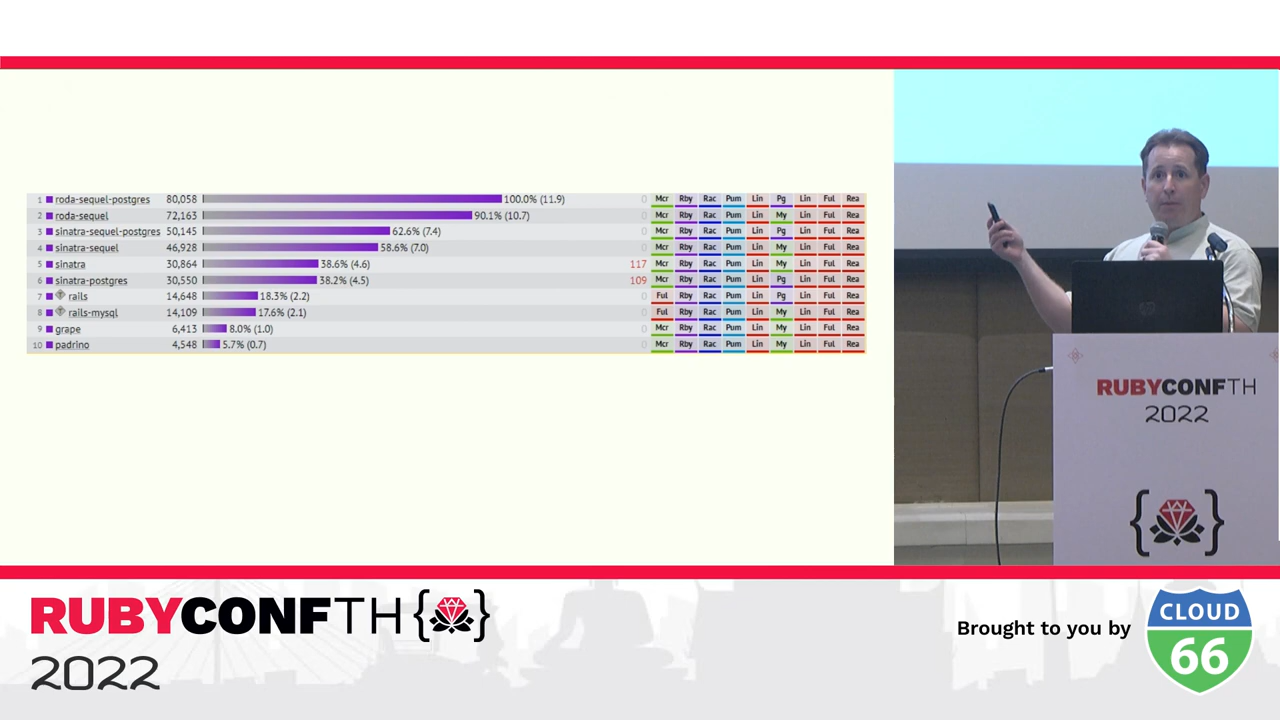 1 roda-sequel-postgres 80,058 100.0% (11.9) 0 Mcr Rby Rac Pum Lin Pg Lin Ful Rea
2 roda-sequel 72,163 90.1% (10.7) 0 Mcr Rby Rac Pum Lin My Lin Ful Rea
3 sinatra-sequel-postgres 50,145 62.6% (7.4) 0 Mcr Rby Rac Pum Lin Pg Lin Ful Rea
4 sinatra-sequel 46,928 58.6% (7.0) 0 Mcr Rby Rac Pum Lin My Lin Ful Rea
5 sinatra 30,864 38.6% (4.6) 117 Mcr Rby Rac Pum Lin My Lin Ful Rea
6 sinatra-postgres 30,550 38.2% (4.5) 109 Mcr Rby Rac Pum Lin Pg Lin Ful Rea
7 rails 14,648 18.3% (2.2) 0 Ful Rby Rac Pum Lin Pg Lin Ful Rea
8 rails-mysql 14,109 17.6% (2.1) 0 Ful Rby Rac Pum Lin My Lin Ful Rea
9 grape 6,413 8.0% (1.0) 0 Mcr Rby Rac Pum Lin My Lin Ful Rea
10 padrino 4,548 5.7% (0.7) 0 Mcr Rby Rac Pum Lin My Lin Ful Rea
RUBYCONFTH
2022
RUBYCONFTH
2022
Brought to you by
CLOUD
66